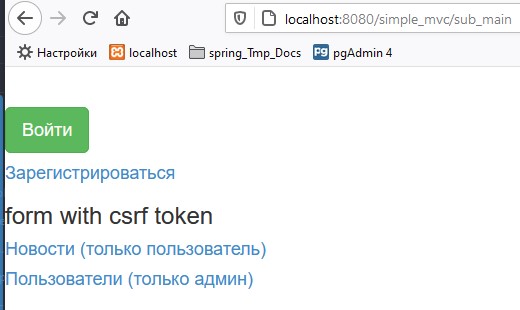 localhost:8080/simple_mvc/sub_main
Настройки localhost spring_Tmp_Docs pgAdmin 4
Войти
Зарегистрироваться
form with csrf token
Новости (только пользователь)
Пользователи (только админ)